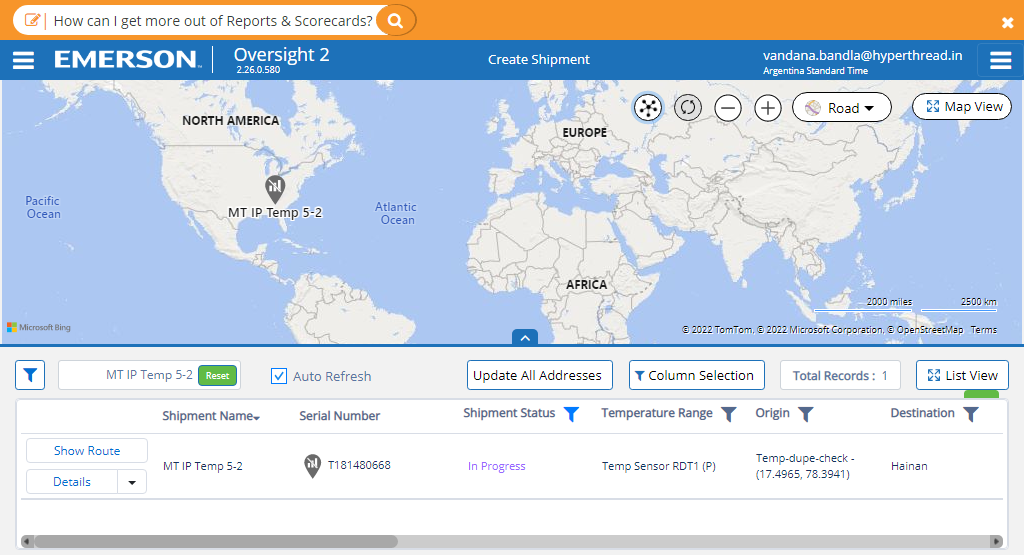 How can I get more out of Reports & Scorecards?
EMERSON
Oversight 2
2.26.0.580
Create Shipment
vandana.bandla@hyperthread.in
Argentina Standard Time
NORTH AMERICA
EUROPE
Road
Map View
Pacific
Ocean
MT IP Temp 5-2
Atlantic
Ocean
AFRICA
2000 miles
2500 km
Microsoft Bing
© 2022 TomTom, © 2022 Microsoft Corporation, © OpenStreetMap Terms
MT IP Temp 5-2
Reset
Auto Refresh
Update All Addresses
Column Selection
Total Records : 1
List View
Shipment Name
Serial Number
Shipment Status
Temperature Range
Origin
Destination
Show Route
Details
MT IP Temp 5-2
T181480668
In Progress
Temp Sensor RDT1 (P)
Temp-dupe-check -
(17.4965, 78.3941)
Hainan